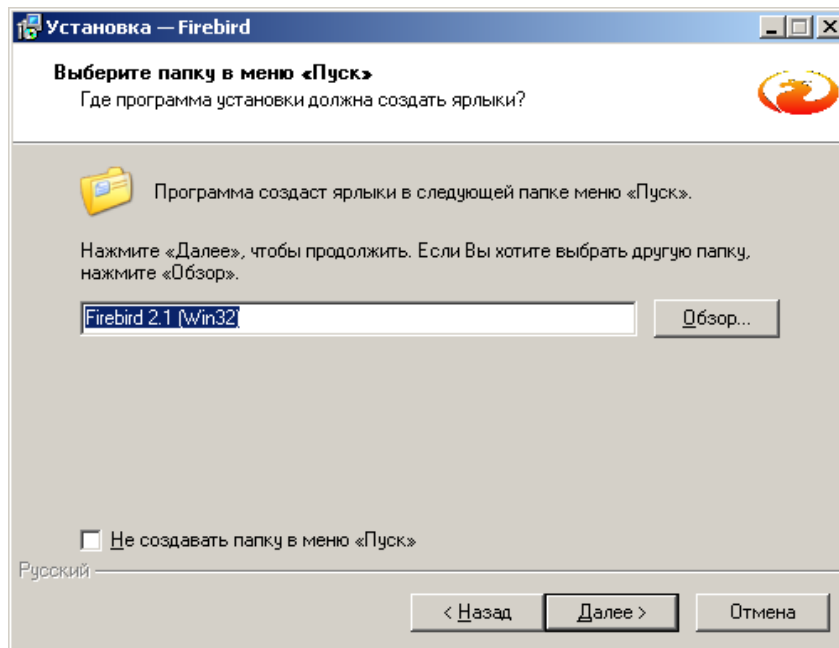 Установка — Firebird
Выберите папку в меню «Пуск»
Где программа установки должна создать ярлыки?
Программа создаст ярлыки в следующей папке меню «Пуск».
Нажмите «Далее», чтобы продолжить. Если Вы хотите выбрать другую папку,
нажмите «Обзор».
Firebird 2.1 (Win32)
Обзор...
Не создавать папку в меню «Пуск»
Русский
< Назад
Далее >
Отмена